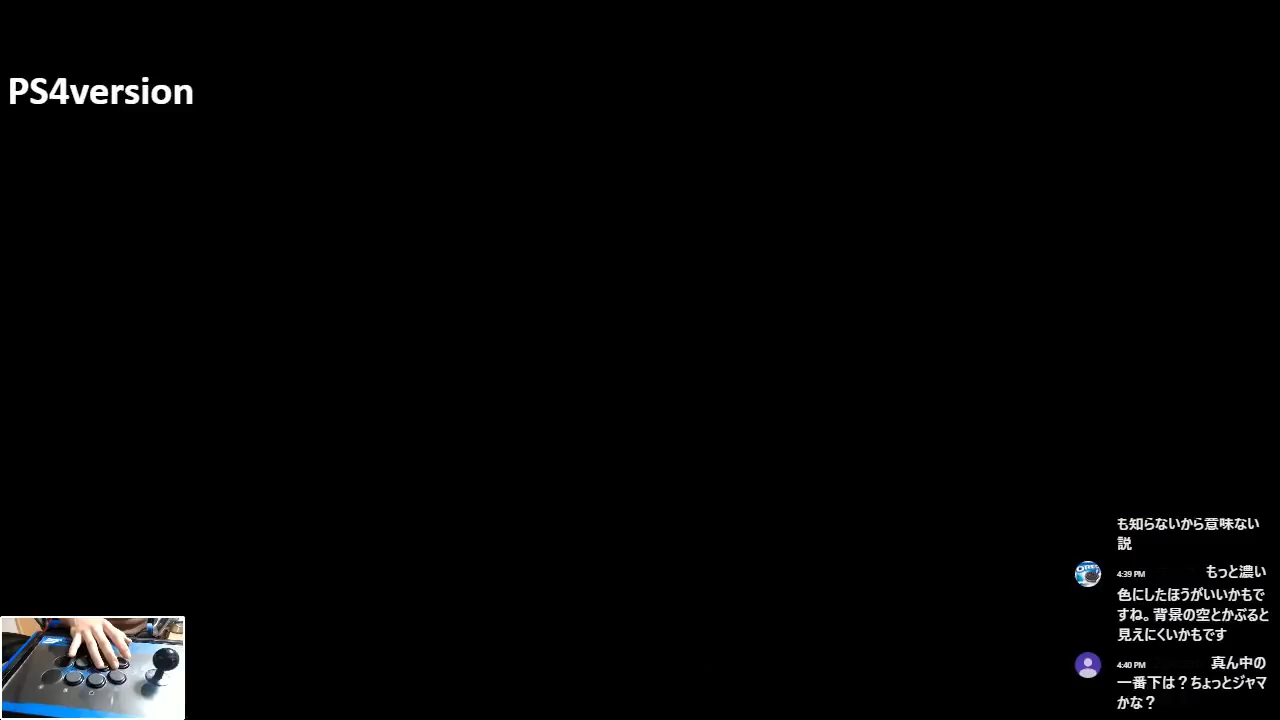 PS4version
も知らないから意味ない
説
4:39 PM もっと濃い
色にしたほうがいいかもで
すね。背景の空とかぶると
見えにくいかもです
4:40 PM 真ん中の
一番下は？ちょっとジャマ
かな？